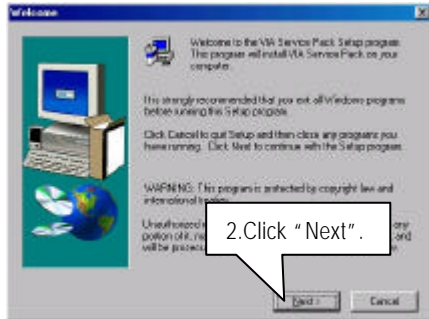 Welcome
Welcome to the VIA Service Pack Setup program.
This program will install VIA Service Pack on your
computer.
It is strongly recommended that you exit all Windows programs
before running this Setup program.
Click Cancel to quit Setup and then close any programs you
have running. Click Next to continue with the Setup program.
WARNING: This program is protected by copyright law and
international treaties.
Unauthorized
any
portion of it,
and
will be
2.Click "Next".
Next >
Cancel